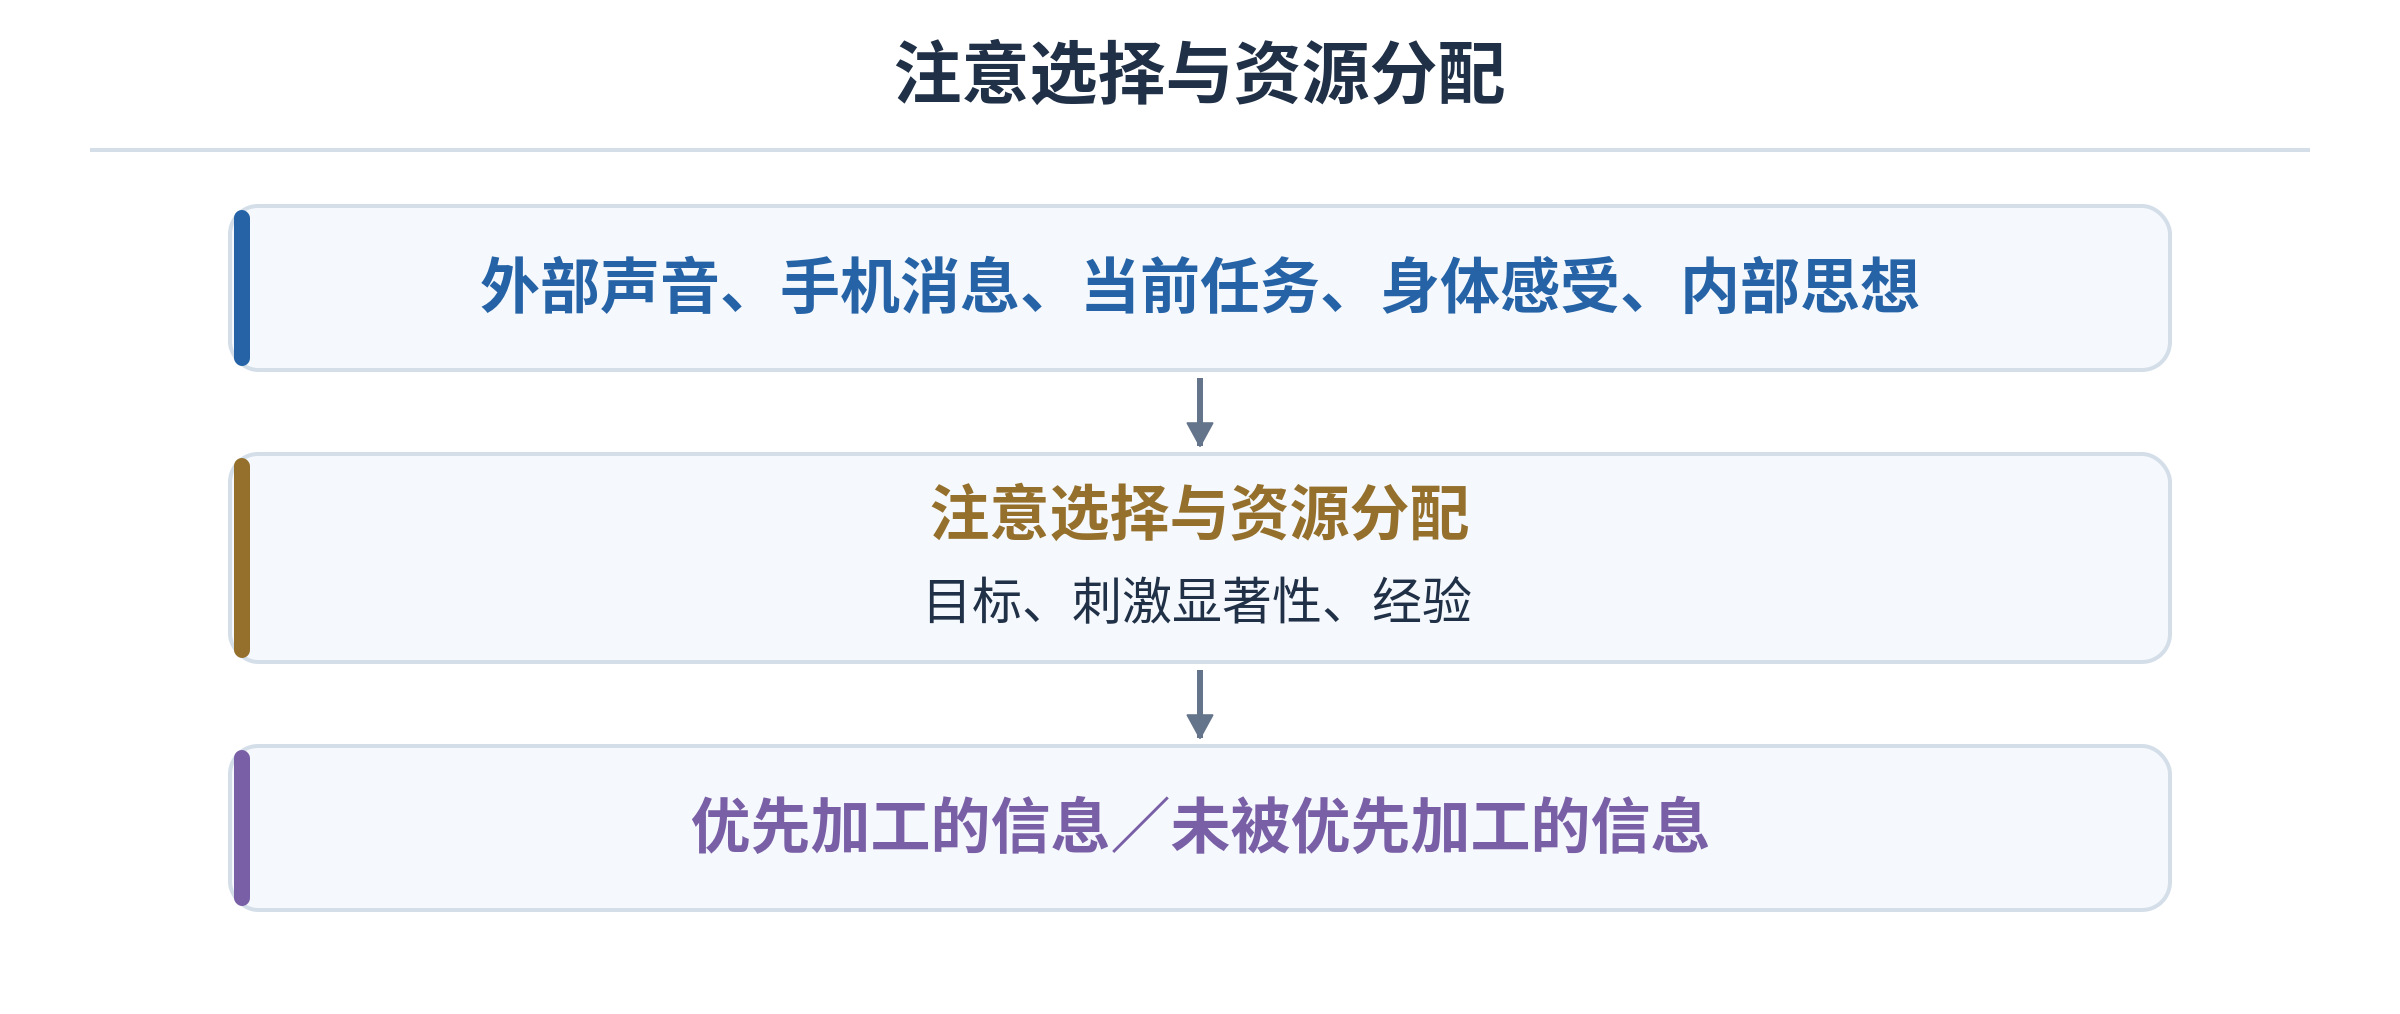 注意选择与资源分配
外部声音、手机消息、当前任务、身体感受、内部思想
注意选择与资源分配
目标、刺激显著性、经验
优先加工的信息／未被优先加工的信息